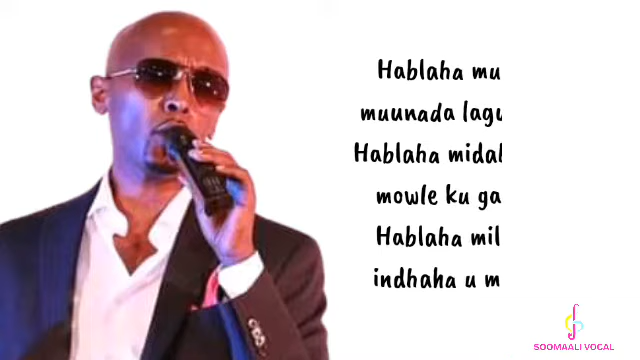 Hablaha mu
muunada lagu
Hablaha midal
mowle ku ga
Hablaha mil
indhaha u m
SOOMAALI VOCAL